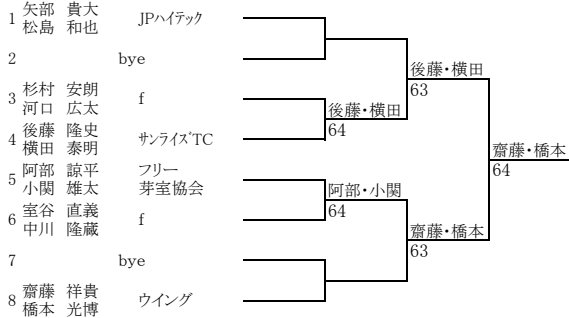 1 矢部 貴大 JPハイテック
松島 和也
2 bye
3 杉村 安朗 f
河口 広太
4 後藤 隆史 サンライズTC
横田 泰明
5 阿部 諒平 フリー
小関 雄太 芽室協会
6 室谷 直義 f
中川 隆蔵
7 bye
8 齋藤 祥貴 ウイング
橋本 光博
後藤・横田
64
阿部・小関
64
後藤・横田
63
齋藤・橋本
63
齋藤・橋本
64